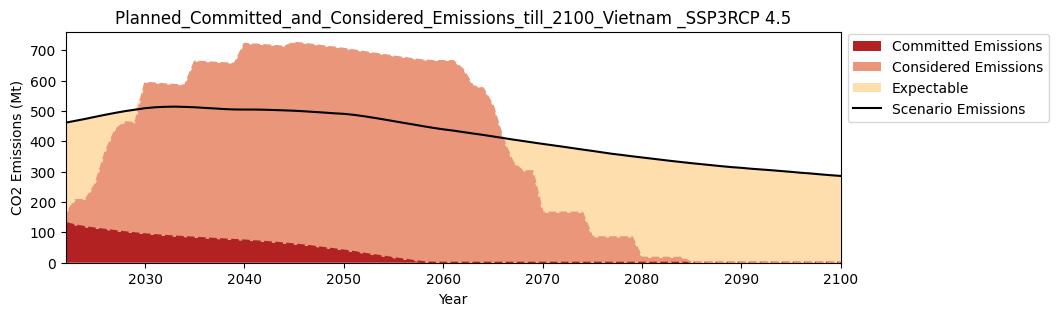 Planned_Committed_and_Considered_Emissions_till_2100_Vietnam _SSP3RCP 4.5
Committed Emissions
Considered Emissions
Expectable
Scenario Emissions
CO2 Emissions (Mt)
700
600
500
400
300
200
100
0
2030 2040 2050 2060 2070 2080 2090 2100
Year